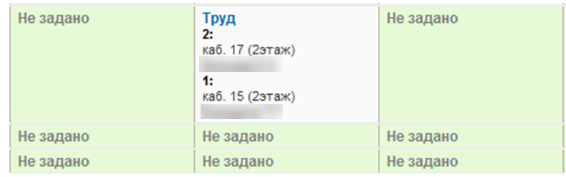 Не задано
Труд
Не задано
2:
каб. 17 (2этаж)
1:
каб. 15 (2этаж)
Не задано
Не задано
Не задано
Не задано
Не задано
Не задано